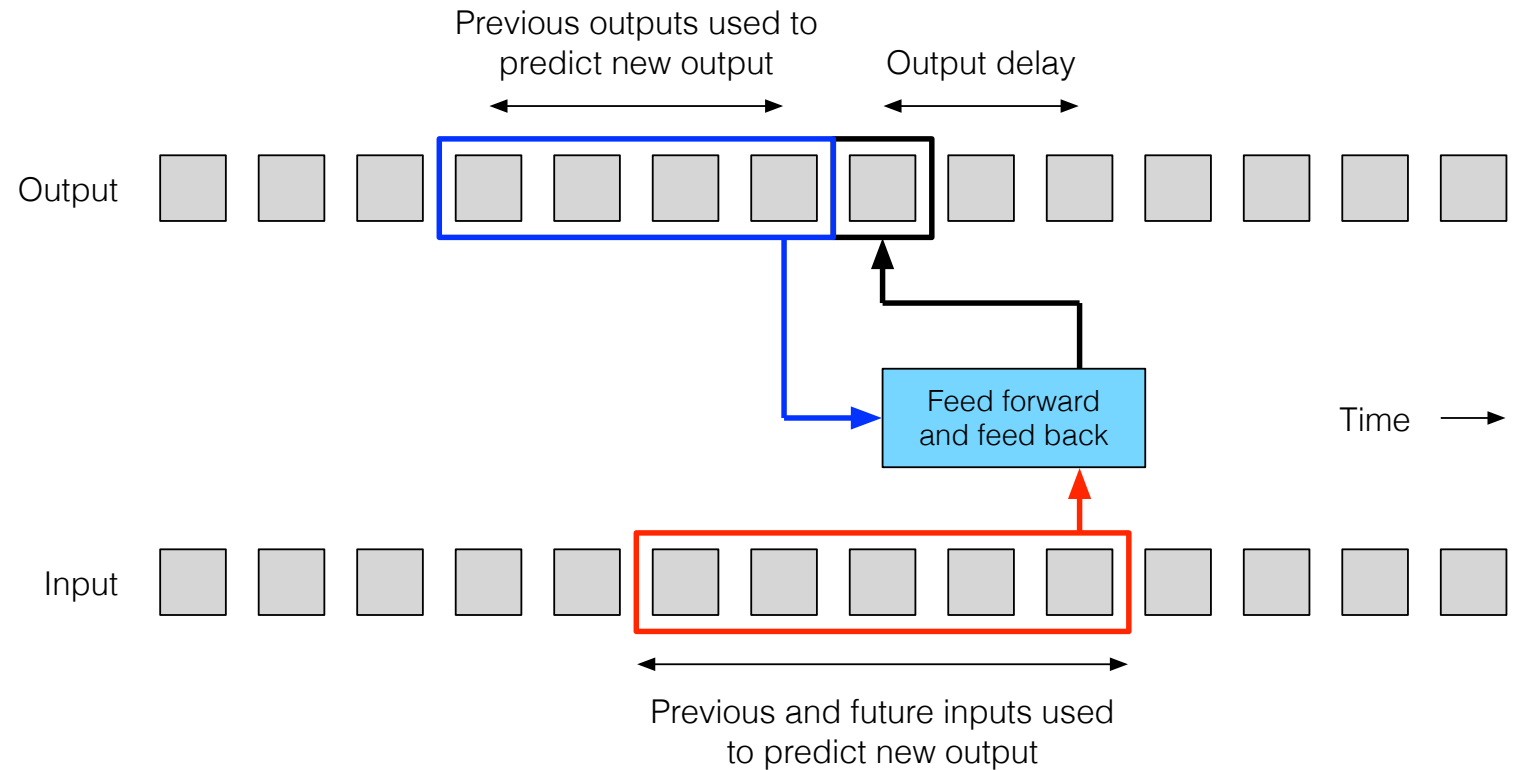 Previous outputs used to
predict new output
Output delay
Output
Feed forward
and feed back
Time
Input
Previous and future inputs used
to predict new output